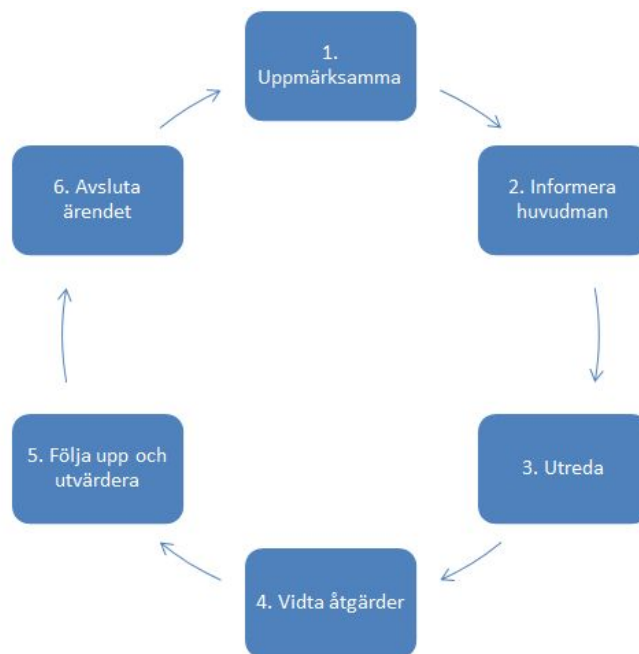 1.
Uppmärksamma
2. Informera
huvudman
3. Utreda
4. Vidta åtgärder
5. Följa upp och
utvärdera
6. Avsluta
ärendet